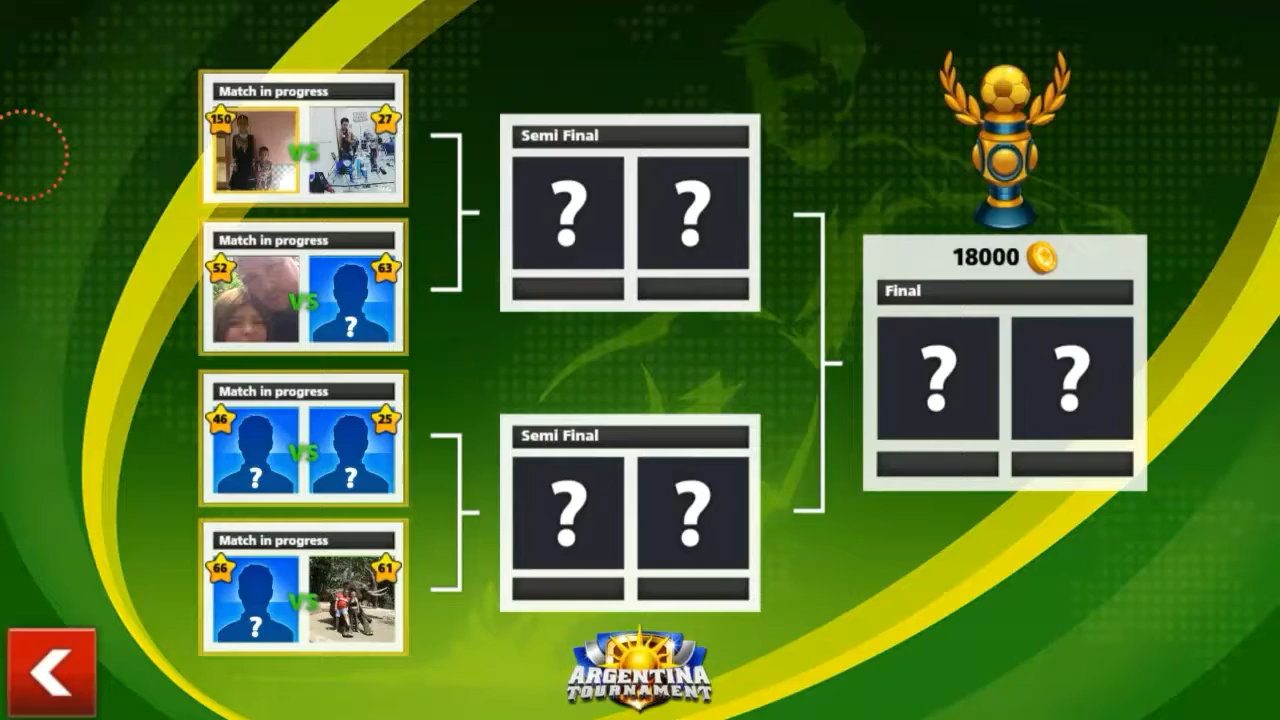 Match in progress
150
VS
27
Match in progress
52
VS
63
Match in progress
46
VS
25
Match in progress
66
VS
61
Semi Final
? ?
Semi Final
? ?
18000
Final
? ?
ARGENTINA
TOURNAMENT